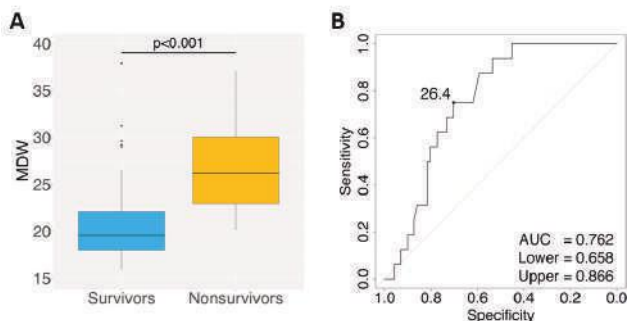 A
p<0.001
40
35
30
25
20
15
MDW
Survivors
Nonsurvivors
B
1.0
0.8
0.6
0.4
0.2
0.0
Sensitivity
26.4
AUC = 0.762
Lower = 0.658
Upper = 0.866
1.0 0.8 0.6 0.4 0.2 0.0
Specificity